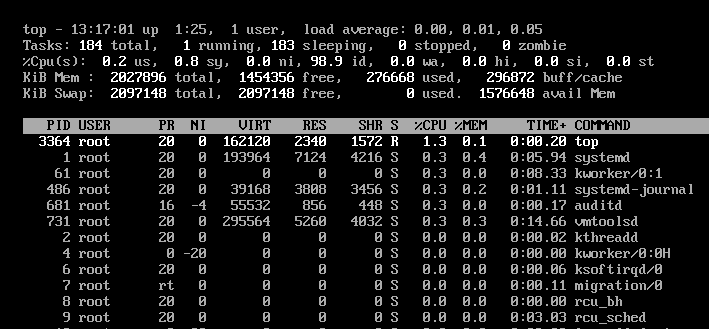 top - 13:17:01 up  1:25,  1 user,  load average: 0.00, 0.01, 0.05
Tasks: 184 total,   1 running, 183 sleeping,   0 stopped,   0 zombie
%Cpu(s):  0.2 us,  0.8 sy,  0.0 ni, 98.9 id,  0.0 wa,  0.0 hi,  0.0 si,  0.0 st
KiB Mem :  2027896 total,  1454356 free,   276668 used,   296872 buff/cache
KiB Swap:  2097148 total,  2097148 free,        0 used.  1576648 avail Mem
PID USER      PR  NI    VIRT    RES    SHR S  %CPU %MEM     TIME+ COMMAND
3364 root      20   0  162120   2340   1572 R   1.3  0.1   0:00.20 top
1 root      20   0  193964   7124   4216 S   0.3  0.4   0:05.94 systemd
61 root      20   0       0      0      0 S   0.3  0.0   0:08.33 kworker/0:1
486 root      20   0   39168   3808   3456 S   0.3  0.2   0:01.11 systemd-journal
681 root      16  -4   55532    856    448 S   0.3  0.0   0:00.17 auditd
731 root      20   0  295564   5260   4032 S   0.3  0.3   0:14.66 vmtoolsd
2 root      20   0       0      0      0 S   0.0  0.0   0:00.02 kthreadd
4 root       0 -20       0      0      0 S   0.0  0.0   0:00.00 kworker/0:0H
6 root      20   0       0      0      0 S   0.0  0.0   0:00.06 ksoftirqd/0
7 root      rt   0       0      0      0 S   0.0  0.0   0:00.11 migration/0
8 root      20   0       0      0      0 S   0.0  0.0   0:00.00 rcu_bh
9 root      20   0       0      0      0 S   0.0  0.0   0:03.03 rcu_sched